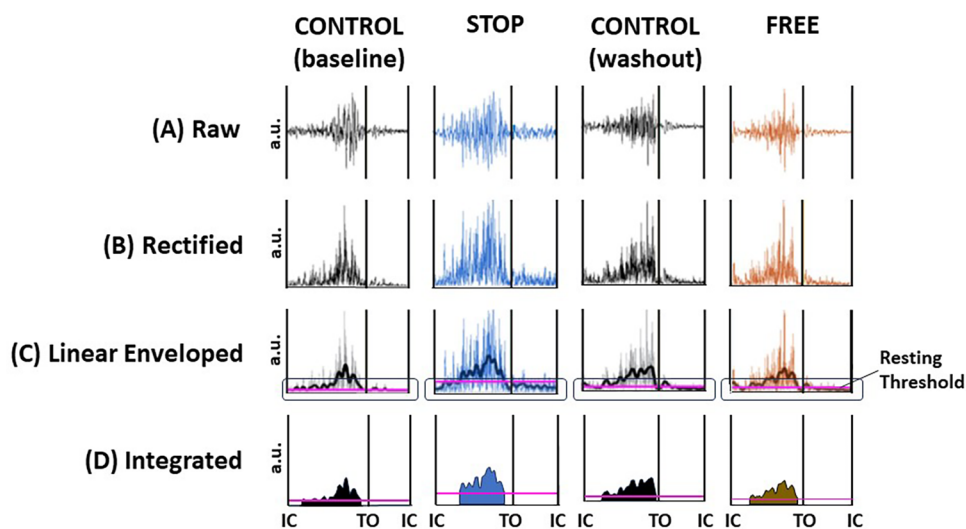 CONTROL
(baseline)
STOP
CONTROL
(washout)
FREE
(A) Raw
a.u.
(B) Rectified
a.u.
(C) Linear Enveloped
a.u.
Resting
Threshold
(D) Integrated
a.u.
IC TO IC IC TO IC IC TO IC IC TO IC